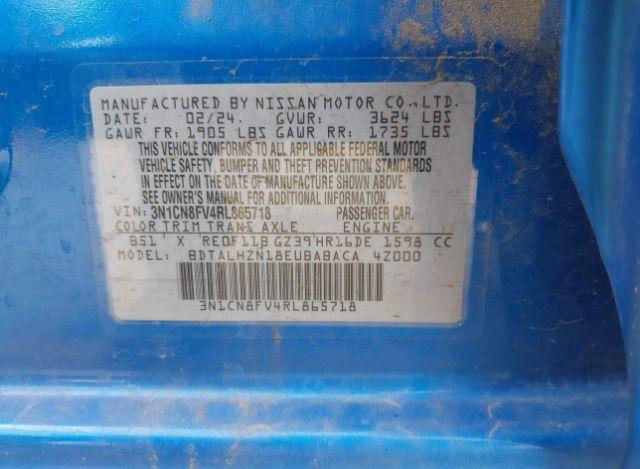 MANUFACTURED BY NISSAN MOTOR CO., LTD.
DATE: 02/24. GVWR: 3624 LBS
GAWR FR: 1905 LBS GAWR RR: 1735 LBS
THIS VEHICLE CONFORMS TO ALL APPLICABLE FEDERAL MOTOR
VEHICLE SAFETY, BUMPER AND THEFT PREVENTION STANDARDS
IN EFFECT ON THE DATE OF MANUFACTURE SHOWN ABOVE.
SEE OWNER'S MANUAL FOR ADDITIONAL INFORMATION.
VIN: 3N1CN8FV4RL865718 PASSENGER CAR.
COLOR TRIM TRANS AXLE ENGINE
B51 X RE0F11B GZ39 HR16DE 1598 CC
MODEL: BDTALHZN18EUBABACA 4Z000
3N1CN8FV4RL865718